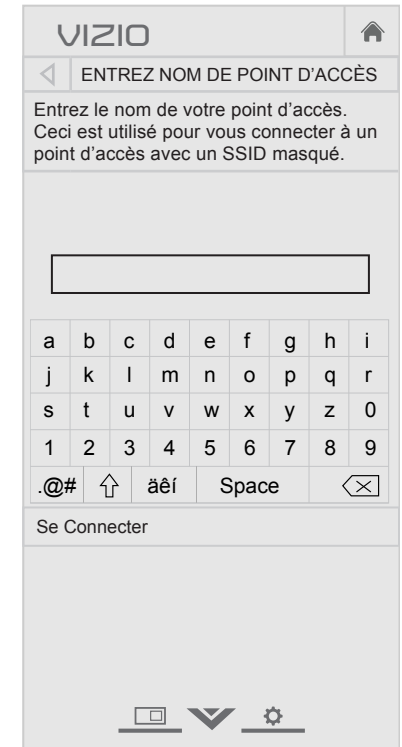 VIZIO
ENTREZ NOM DE POINT D'ACCÈS
Entrez le nom de votre point d'accès.
Ceci est utilisé pour vous connecter à un
point d'accès avec un SSID masqué.
a b c d e f g h i
j k l m n o p q r
s t u v w x y z 0
1 2 3 4 5 6 7 8 9
.@# äêí Space
Se Connecter